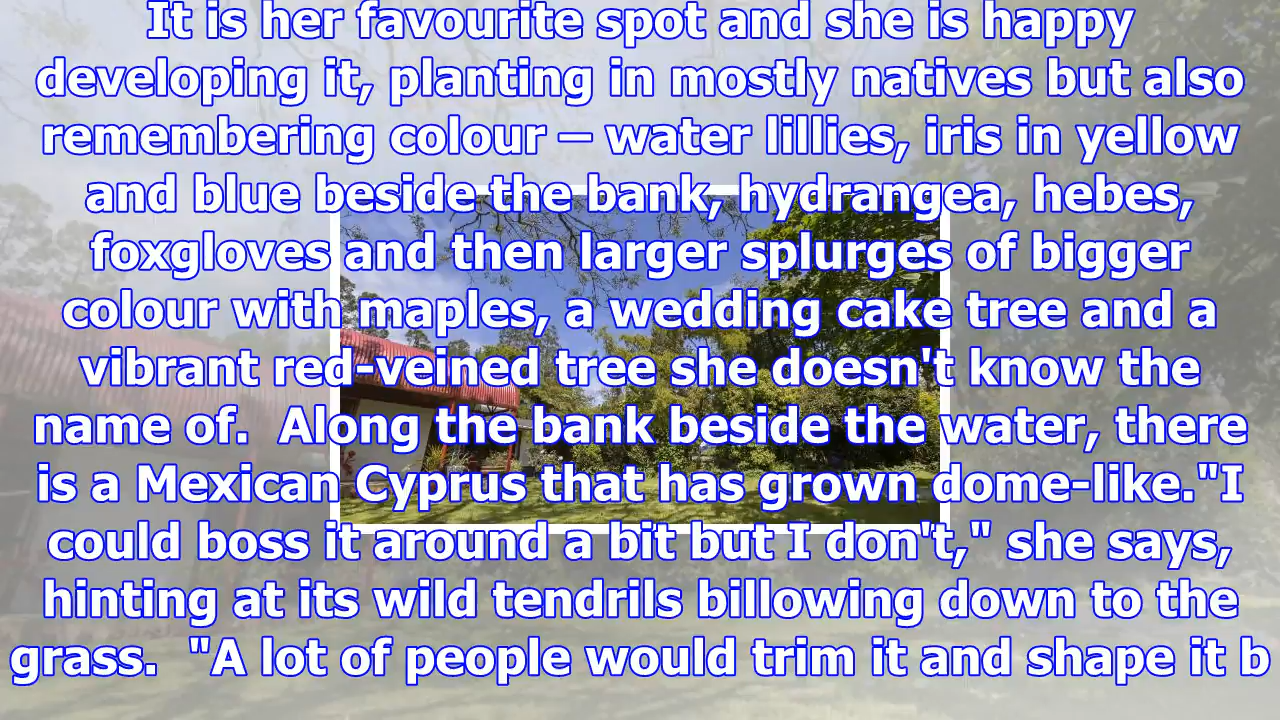 It is her favourite spot and she is happy
developing it, planting in mostly natives but also
remembering colour – water lillies, iris in yellow
and blue beside the bank, hydrangea, hebes,
foxgloves and then larger splurges of bigger
colour with maples, a wedding cake tree and a
vibrant red-veined tree she doesn't know the
name of.  Along the bank beside the water, there
is a Mexican Cyprus that has grown dome-like."I
could boss it around a bit but I don't," she says,
hinting at its wild tendrils billowing down to the
grass.  "A lot of people would trim it and shape it b